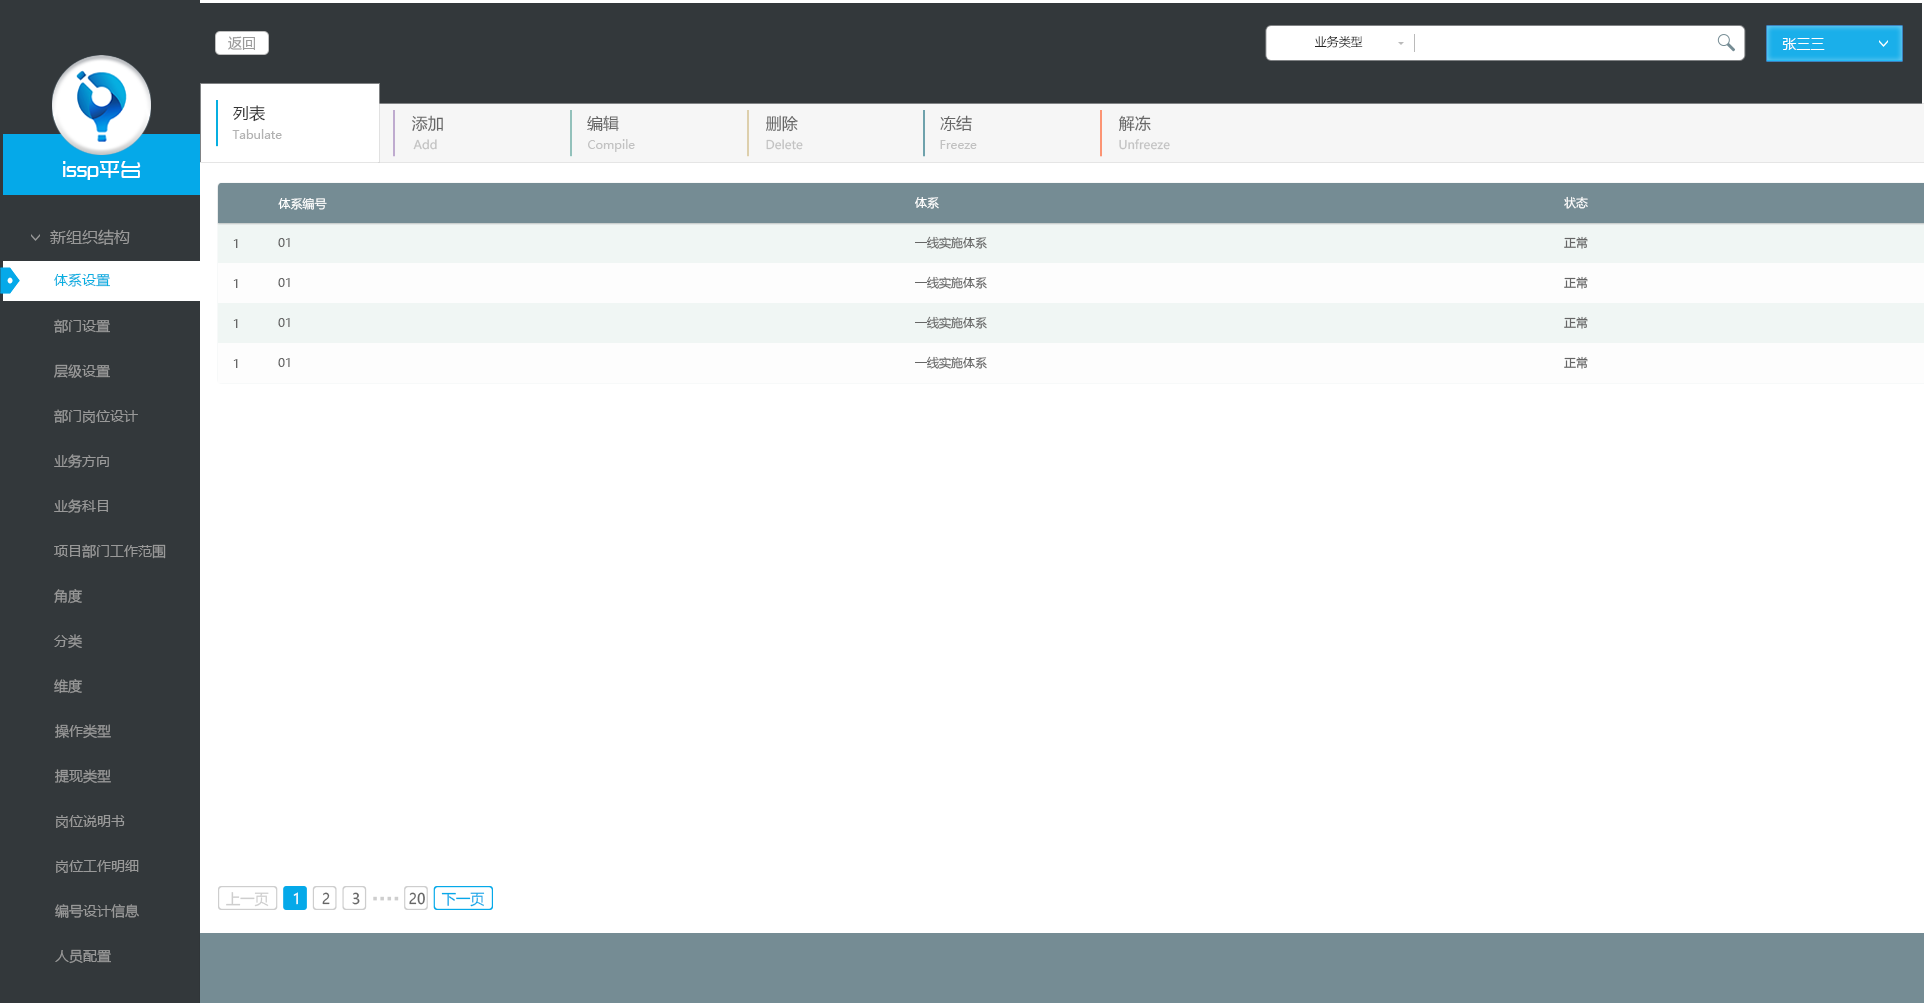 返回
业务类型
张三三
issp平台
列表
Tabulate
添加
Add
编辑
Compile
删除
Delete
冻结
Freeze
解冻
Unfreeze
新组织结构
体系设置
部门设置
层级设置
部门岗位设计
业务方向
业务科目
项目部门工作范围
角度
分类
维度
操作类型
提现类型
岗位说明书
岗位工作明细
编号设计信息
人员配置
体系编号 体系 状态
1 01 一线实施体系 正常
1 01 一线实施体系 正常
1 01 一线实施体系 正常
1 01 一线实施体系 正常
上一页 1 2 3 ···· 20 下一页